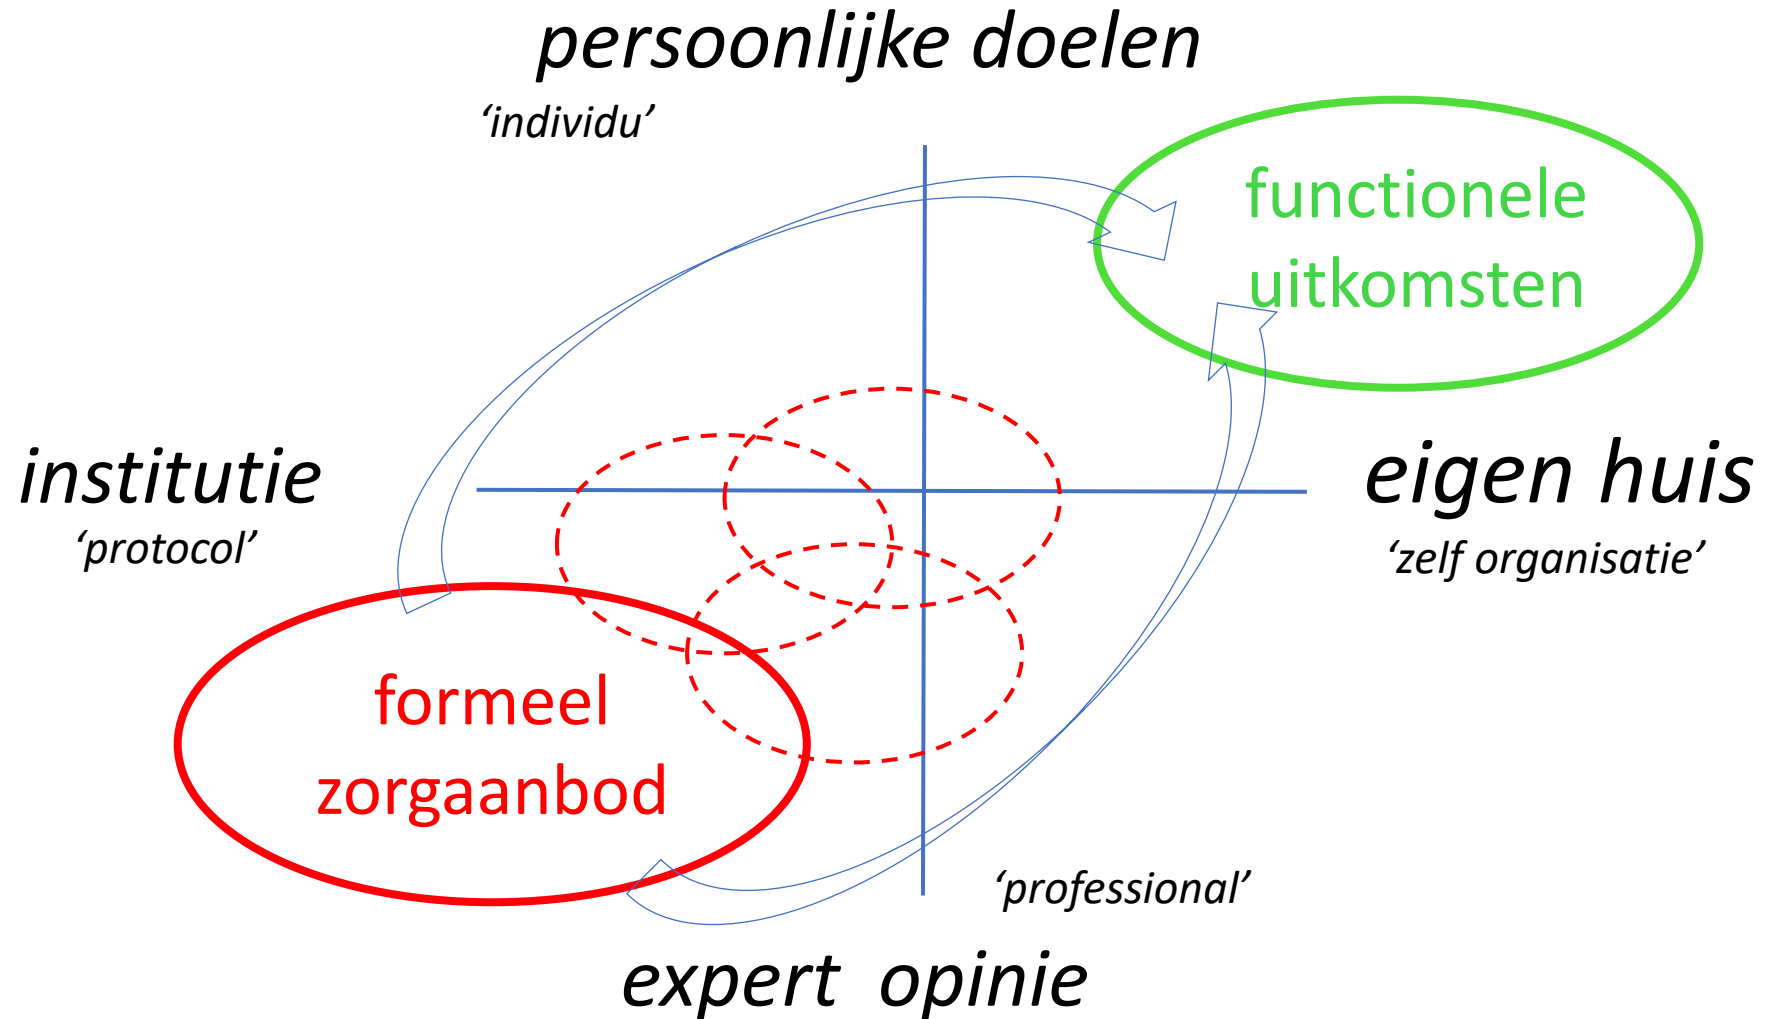 persoonlijke doelen
‘individu’
functionele
uitkomsten
institutie
‘protocol’
eigen huis
‘zelf organisatie’
formeel
zorgaanbod
‘professional’
expert opinie